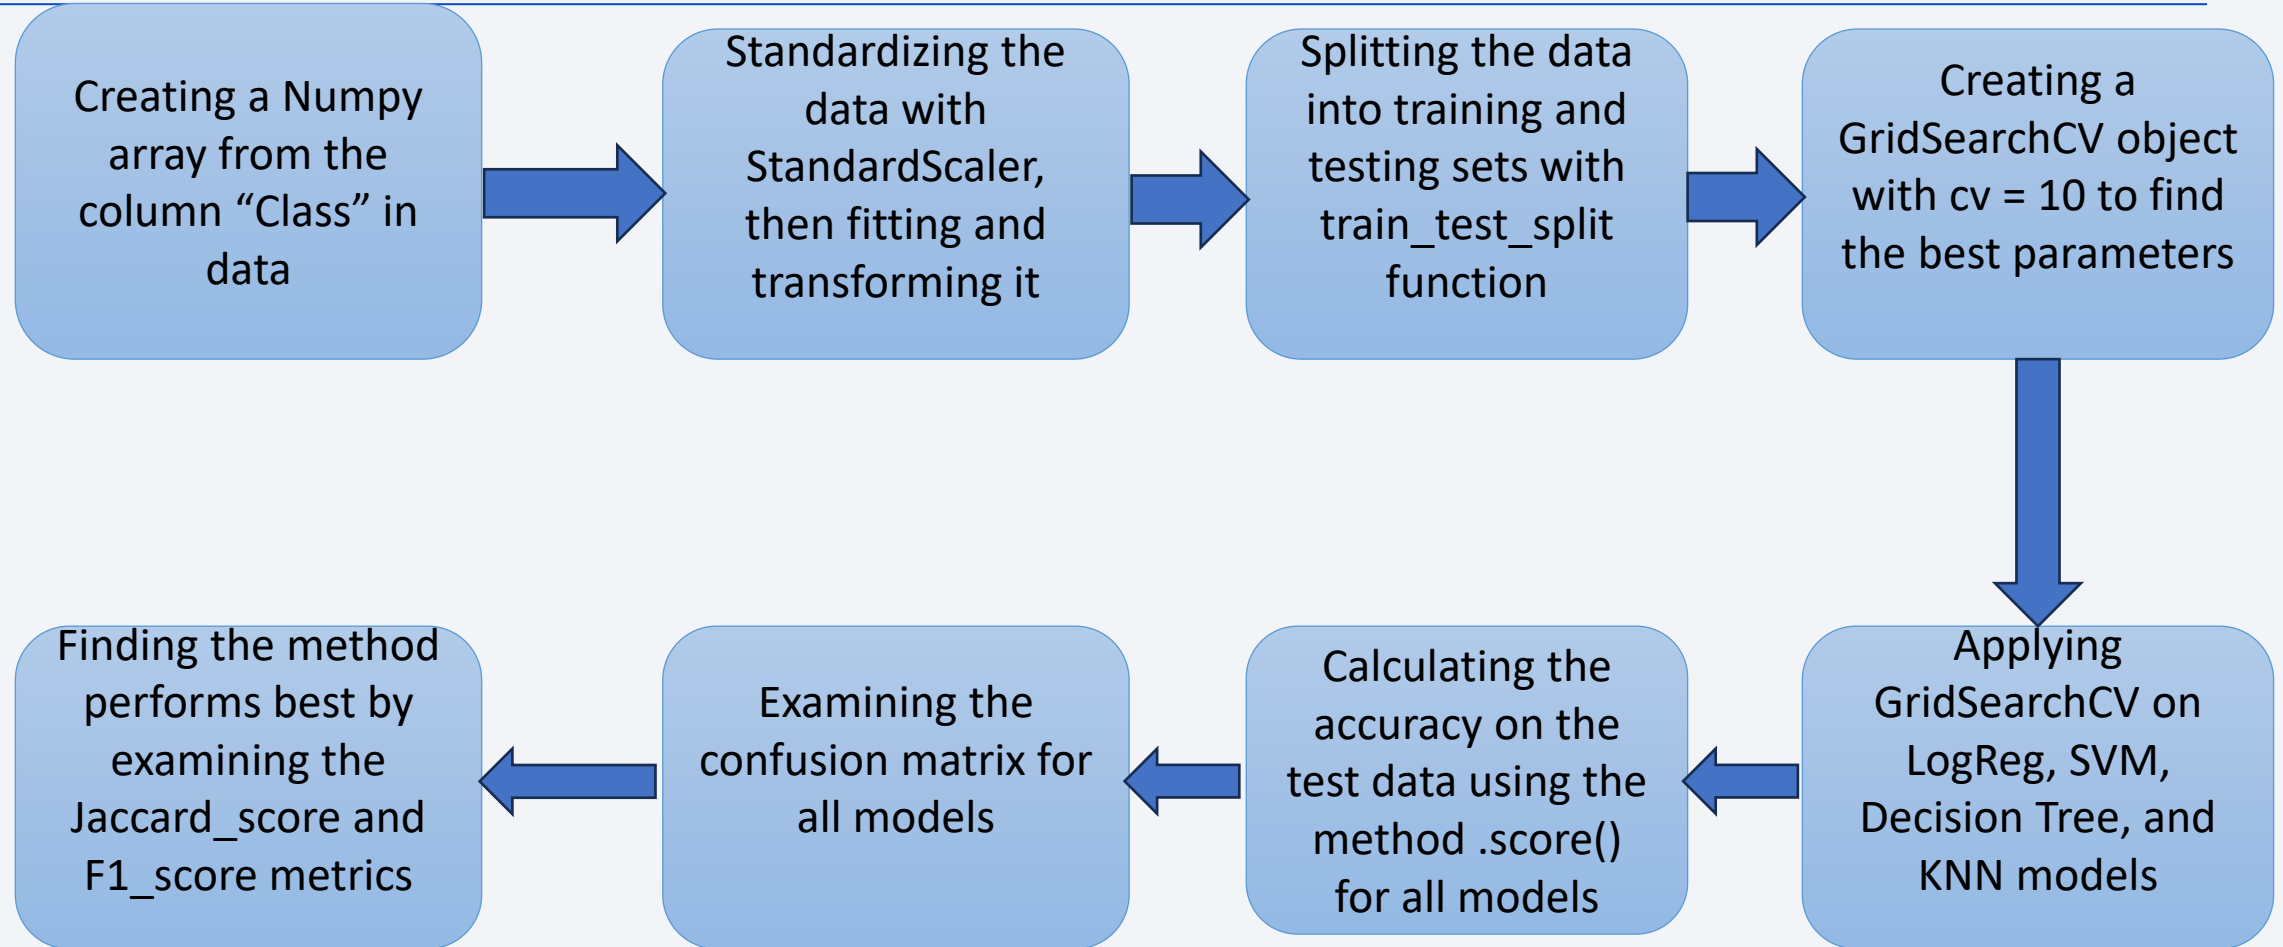 Creating a Numpy
array from the
column “Class” in
data
Standardizing the
data with
StandardScaler,
then fitting and
transforming it
Splitting the data
into training and
testing sets with
train_test_split
function
Creating a
GridSearchCV object
with cv = 10 to find
the best parameters
Applying
GridSearchCV on
LogReg, SVM,
Decision Tree, and
KNN models
Calculating the
accuracy on the
test data using the
method .score()
for all models
Examining the
confusion matrix for
all models
Finding the method
performs best by
examining the
Jaccard_score and
F1_score metrics